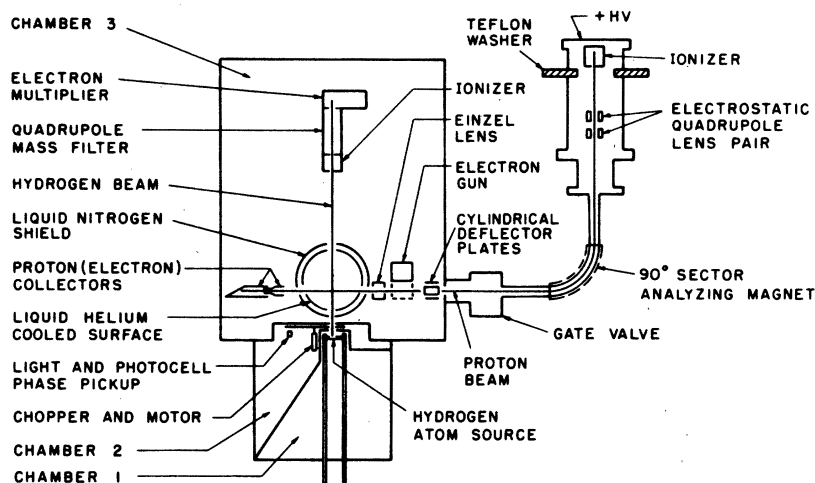 CHAMBER 3
ELECTRON
MULTIPLIER
QUADRUPOLE
MASS FILTER
HYDROGEN BEAM
LIQUID NITROGEN
SHIELD
PROTON (ELECTRON)
COLLECTORS
LIQUID HELIUM
COOLED SURFACE
LIGHT AND PHOTOCELL
PHASE PICKUP
CHOPPER AND MOTOR
CHAMBER 2
CHAMBER 1
IONIZER
EINZEL
LENS
ELECTRON
GUN
CYLINDRICAL
DEFLECTOR
PLATES
PROTON
BEAM
HYDROGEN
ATOM SOURCE
TEFLON
WASHER
+HV
IONIZER
ELECTROSTATIC
QUADRUPOLE
LENS PAIR
90° SECTOR
ANALYZING MAGNET
GATE VALVE